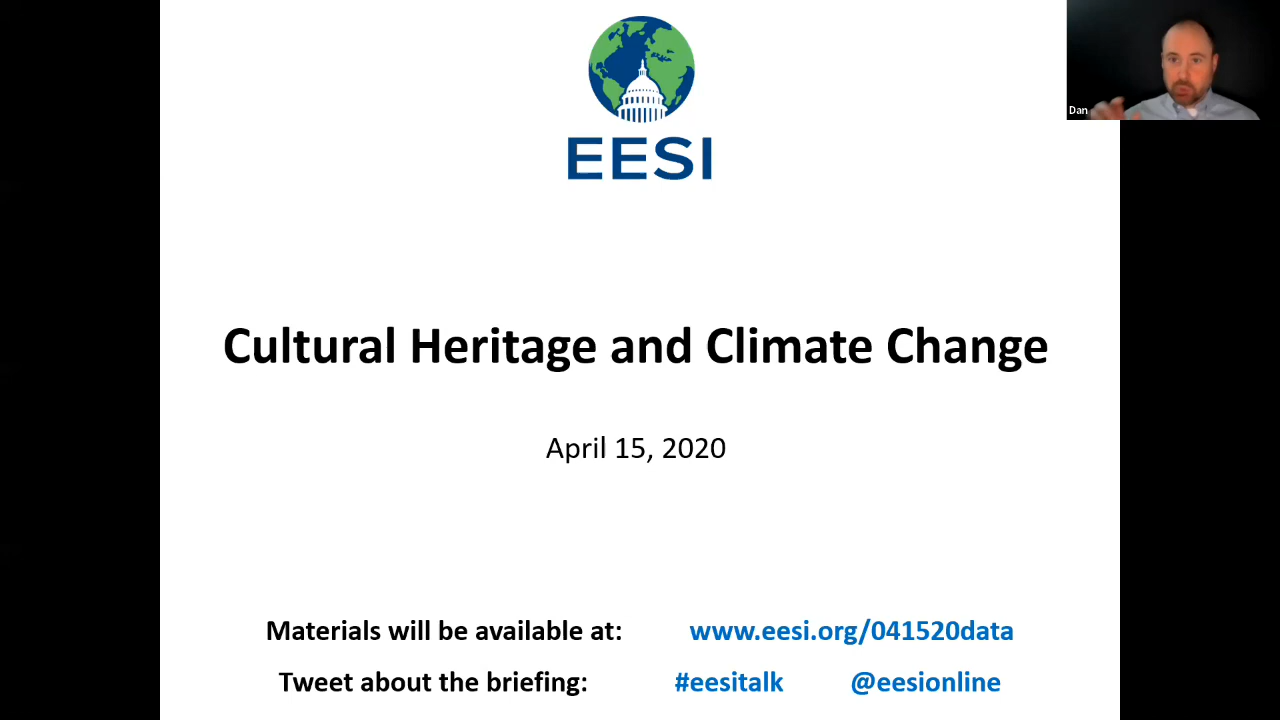 EESI
Dan
Cultural Heritage and Climate Change
April 15, 2020
Materials will be available at: www.eesi.org/041520data
Tweet about the briefing: #eesitalk @eesionline